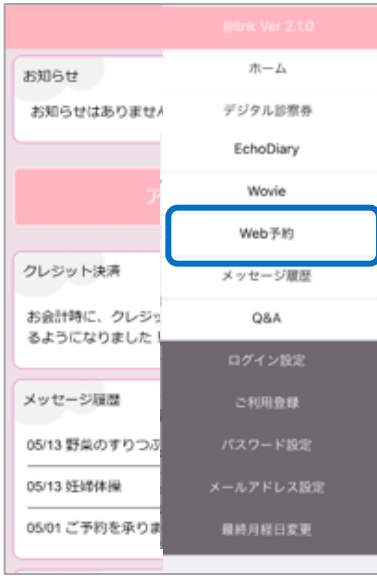 @link Ver 2.1.0
お知らせ
お知らせはありませ
ア
クレジット決済
お会計時に、クレジッ
るようになりました！
メッセージ履歴
05/13 野菜のすりつぶ
05/13 妊婦体操
05/01 ご予約を承りま
ホーム
デジタル診察券
EchoDiary
Wovie
Web予約
メッセージ履歴
Q&A
ログイン設定
ご利用登録
パスワード設定
メールアドレス設定
最終月経日変更